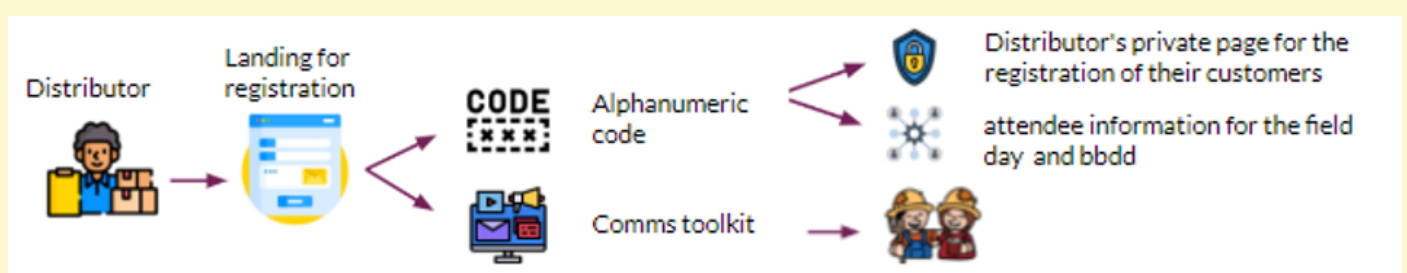 Distributor
Landing for
registration
CODE
x x x
Alphanumeric
code
Comms toolkit
Distributor's private page for the
registration of their customers
attendee information for the field
day and bbdd